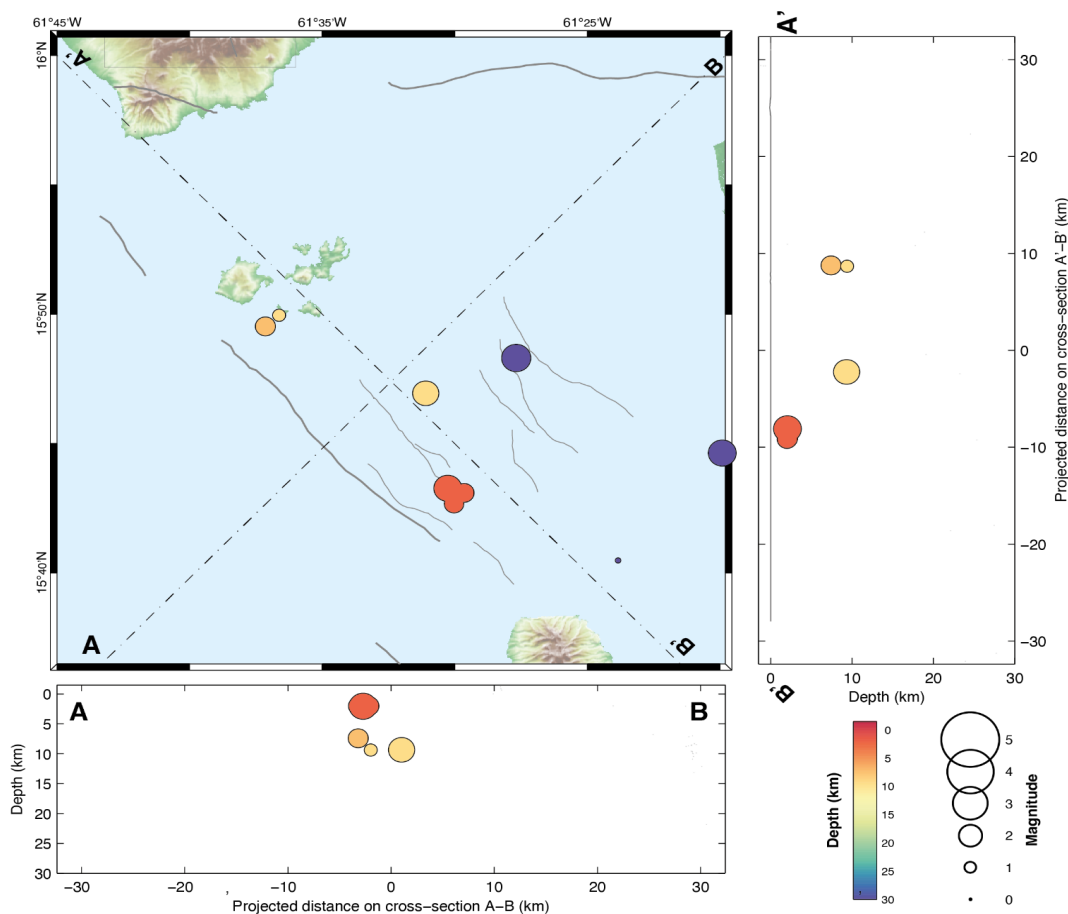 61°45'W 61°35'W 61°25'W
A'
16°N
A' B
30
20
Projected distance on cross−section A'−B' (km)
10
15°50'N
0
−10
15°40'N
−20
A B'
−30
B' 0 10 20 30
Depth (km)
0
5
10
15
20
25
30
Depth (km)
A B
−30 −20 −10 0 10 20 30
Projected distance on cross−section A−B (km)
0
5
10
15
20
25
30
Depth (km)
5
4
3
2
1
0
Magnitude